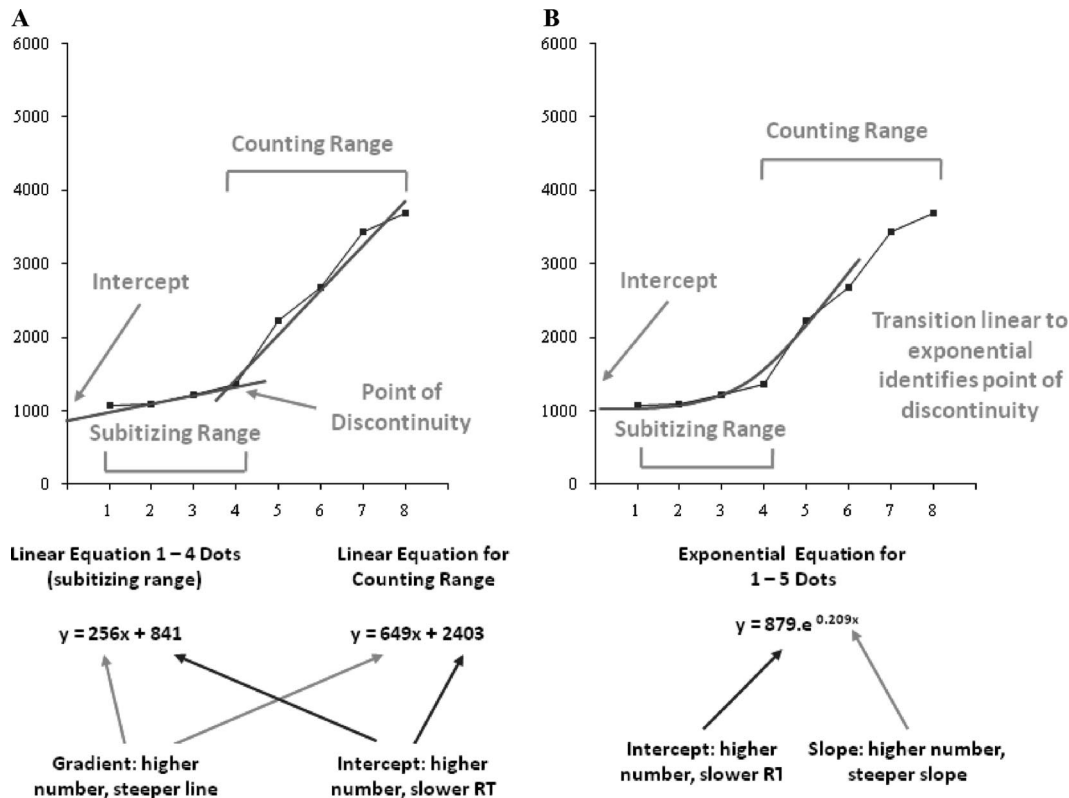 A
6000
5000
4000
3000
2000
1000
0
Counting Range
Intercept
Point of
Discontinuity
Subitizing Range
1 2 3 4 5 6 7 8
Linear Equation 1 – 4 Dots
(subitizing range)
Linear Equation for
Counting Range
y = 256x + 841
y = 649x + 2403
Gradient: higher
number, steeper line
Intercept: higher
number, slower RT
B
6000
5000
4000
3000
2000
1000
0
Counting Range
Intercept
Transition linear to
exponential
identifies point of
discontinuity
Subitizing Range
1 2 3 4 5 6 7 8
Exponential Equation for
1 – 5 Dots
y = 879.e 0.209x
Intercept: higher
number, slower RT
Slope: higher number,
steeper slope